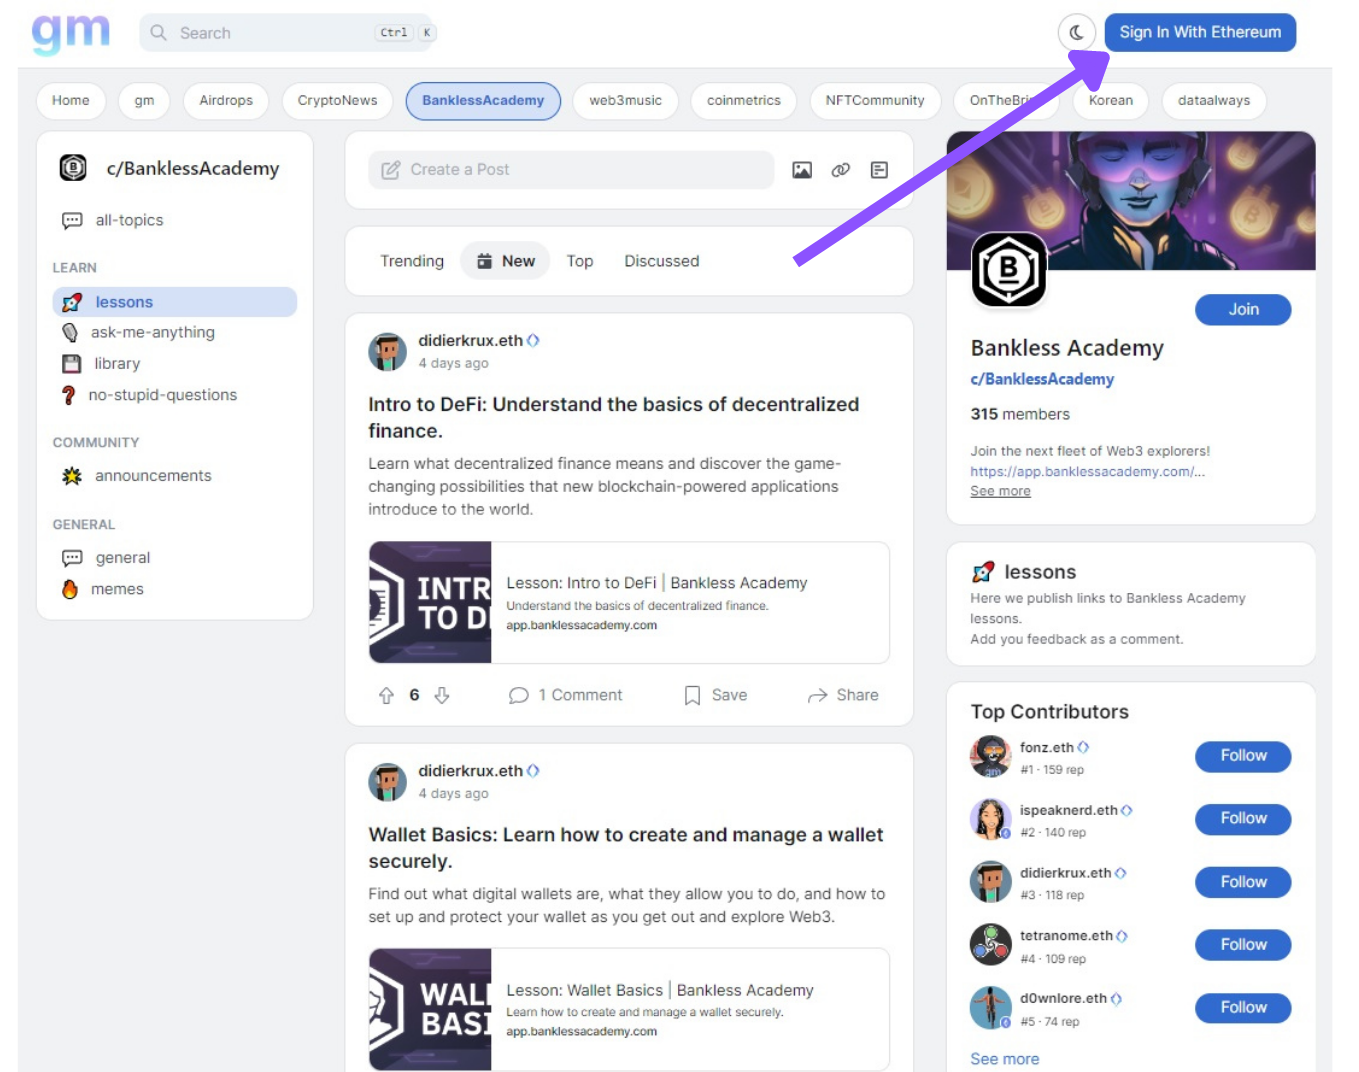 gm
Search
Ctrl K
Sign In With Ethereum
Home
gm
Airdrops
CryptoNews
BanklessAcademy
web3music
coinmetrics
NFTCommunity
Korean
dataalways
c/BanklessAcademy
all-topics
LEARN
lessons
ask-me-anything
library
no-stupid-questions
COMMUNITY
announcements
GENERAL
general
memes
Create a Post
Trending
New
Top
Discussed
didierkrux.eth
4 days ago
Intro to DeFi: Understand the basics of decentralized
finance.
Learn what decentralized finance means and discover the game-
changing possibilities that new blockchain-powered applications
introduce to the world.
INTR
TO D
Lesson: Intro to DeFi | Bankless Academy
Understand the basics of decentralized finance.
app.banklessacademy.com
6
1 Comment
Save
Share
didierkrux.eth
4 days ago
Wallet Basics: Learn how to create and manage a wallet
securely.
Find out what digital wallets are, what they allow you to do, and how to
set up and protect your wallet as you get out and explore Web3.
WALL
BASI
Lesson: Wallet Basics | Bankless Academy
Learn how to create and manage a wallet securely.
app.banklessacademy.com
B
Join
Bankless Academy
c/BanklessAcademy
315 members
Join the next fleet of Web3 explorers!
https://app.banklessacademy.com/...
See more
lessons
Here we publish links to Bankless Academy
lessons.
Add you feedback as a comment.
Top Contributors
fonz.eth
#1 · 159 rep
Follow
ispeaknerd.eth
#2 · 140 rep
Follow
didierkrux.eth
#3 · 118 rep
Follow
tetranome.eth
#4 · 109 rep
Follow
d0wnlore.eth
#5 · 74 rep
Follow
See more